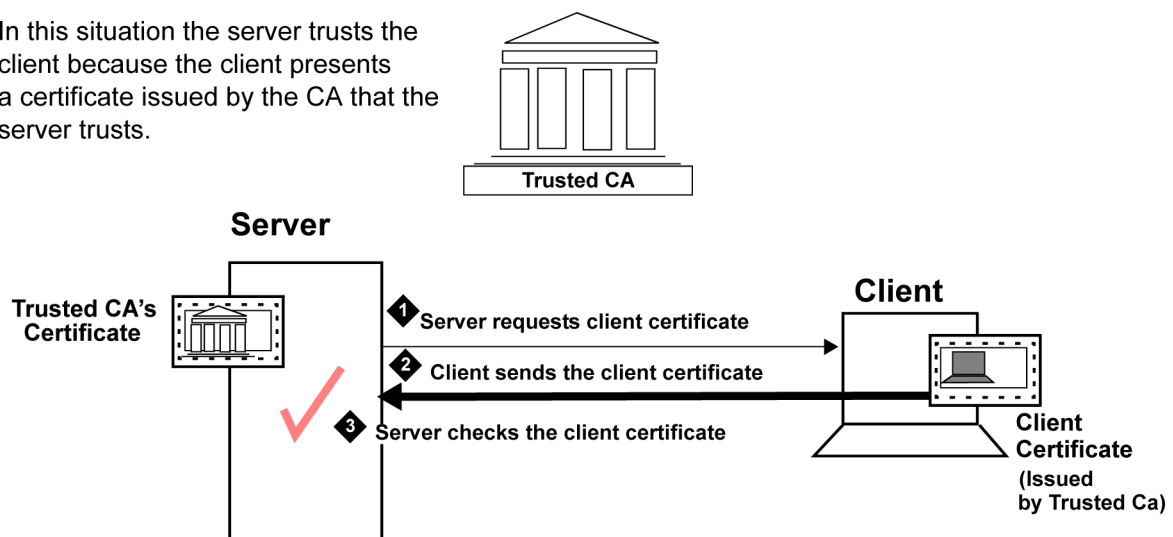 In this situation the server trusts the
client because the client presents
a certificate issued by the CA that the
server trusts.
Trusted CA
Server
Trusted CA's
Certificate
Client
1
Server requests client certificate
2
Client sends the client certificate
3
Server checks the client certificate
Client
Certificate
(Issued
by Trusted Ca)